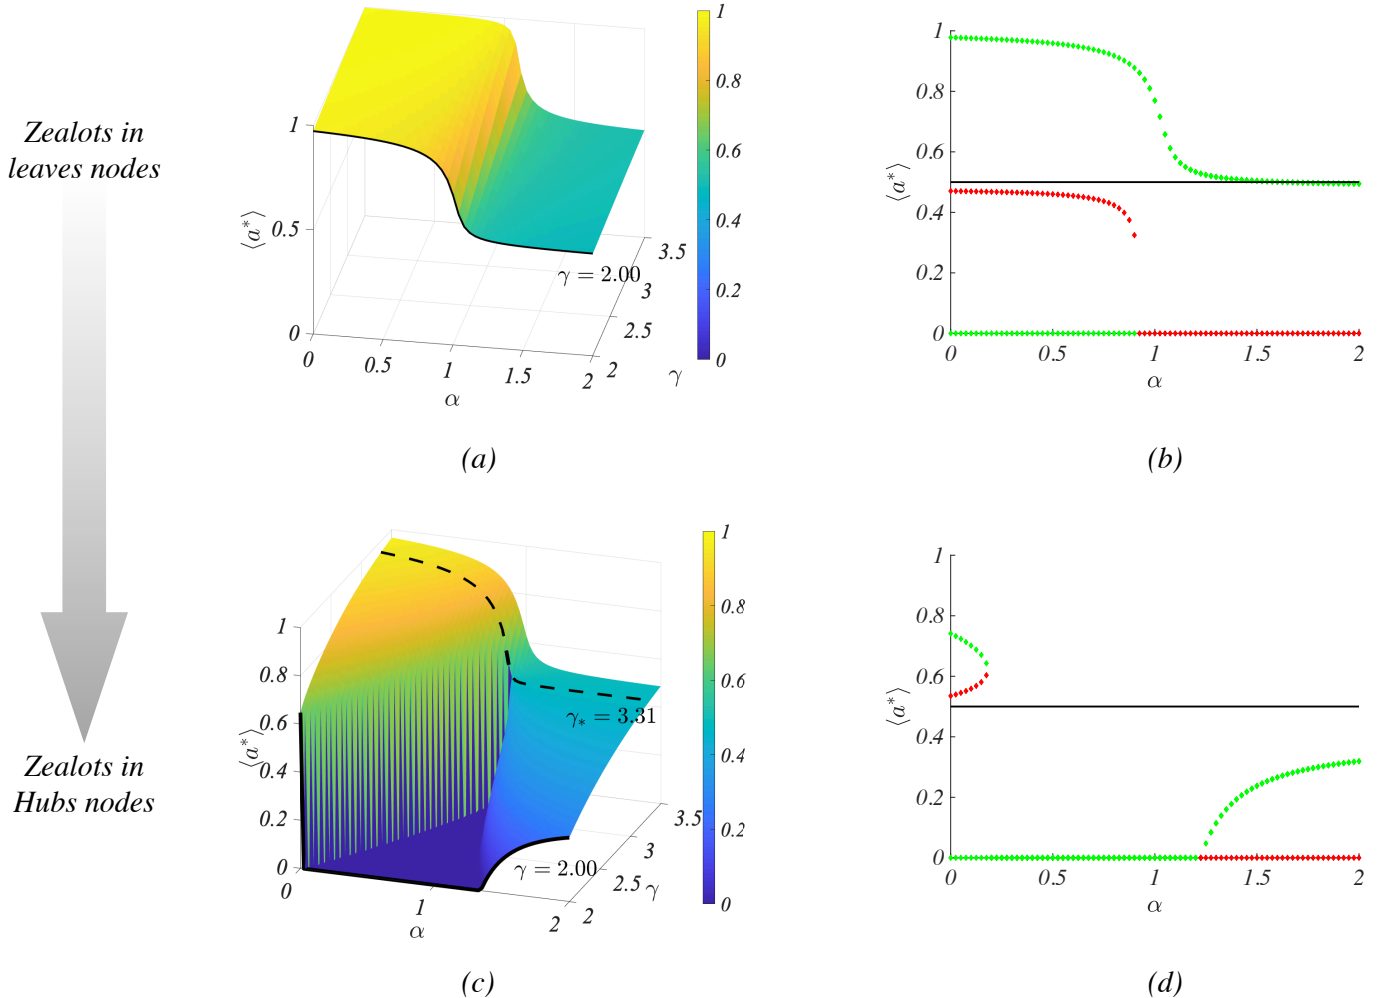 Zealots in
leaves nodes
Zealots in
Hubs nodes
⟨a*⟩
1
0.5
0
0
0.5
1
1.5
2
α
2
2.5
3
3.5
γ
γ = 2.00
1
0.8
0.6
0.4
0.2
0
(a)
⟨a*⟩
1
0.8
0.6
0.4
0.2
0
0
0.5
1
1.5
2
α
(b)
⟨a*⟩
1
0.8
0.6
0.4
0.2
0
0
1
2
α
2
2.5
3
3.5
γ
γ* = 3.31
γ = 2.00
1
0.8
0.6
0.4
0.2
0
(c)
⟨a*⟩
1
0.8
0.6
0.4
0.2
0
0
0.5
1
1.5
2
α
(d)